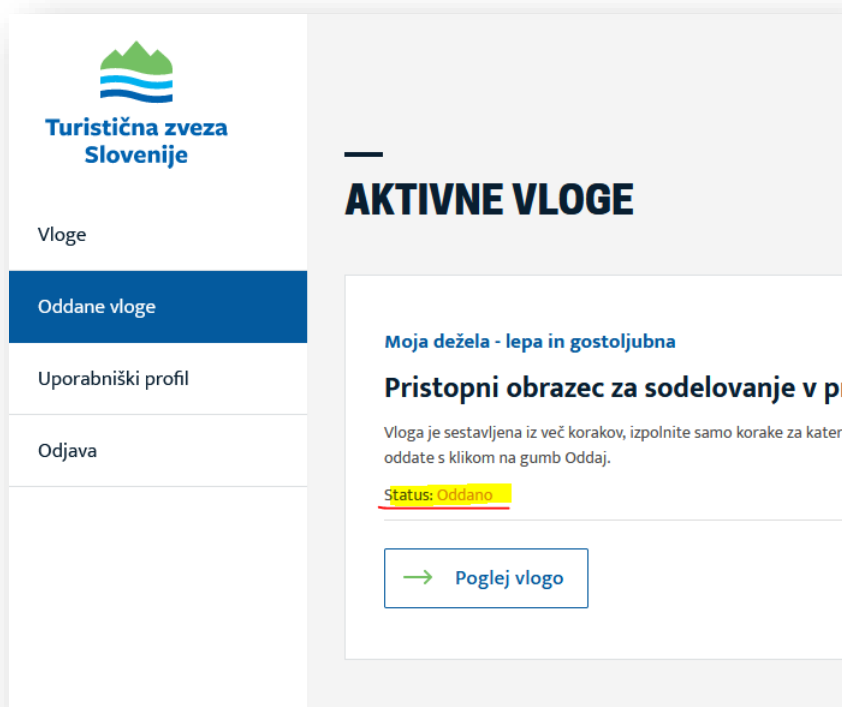 Turistična zveza
Slovenije
Vloge
Oddane vloge
Uporabniški profil
Odjava
AKTIVNE VLOGE
Moja dežela - lepa in gostoljubna
Pristopni obrazec za sodelovanje v
Vloga je sestavljena iz več korakov, izpolnite samo korake za
oddate s klikom na gumb Oddaj.
Status: Oddano
Poglej vlogo